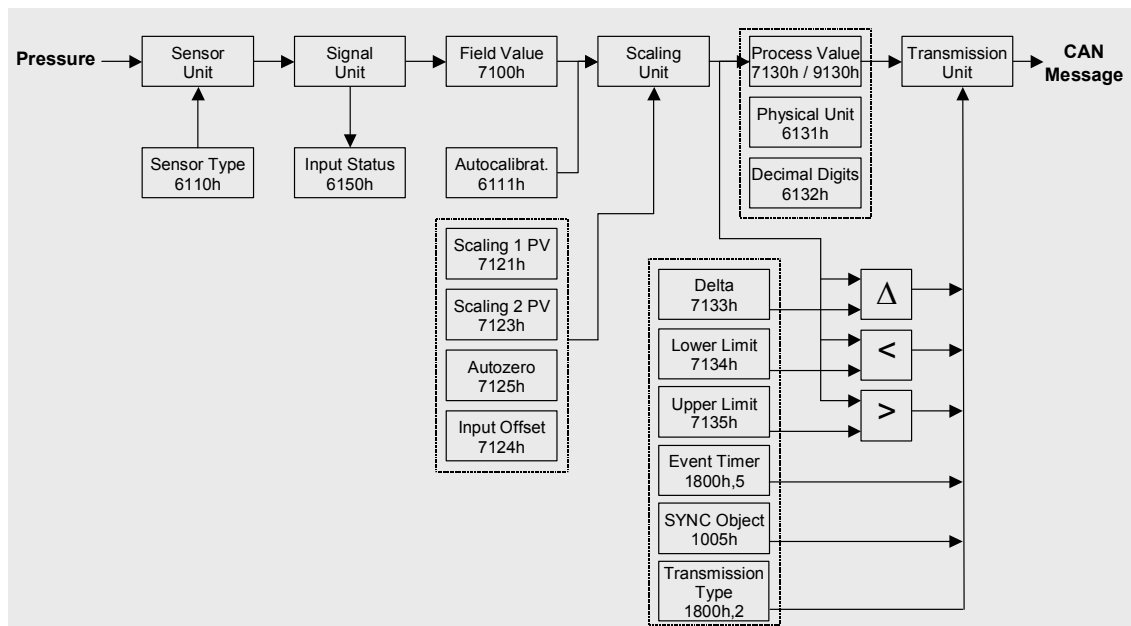 Pressure
Sensor
Unit
Signal
Unit
Field Value
7100h
Scaling
Unit
Process Value
7130h / 9130h
Transmission
Unit
CAN
Message
Sensor Type
6110h
Input Status
6150h
Autocalibrat.
6111h
Physical Unit
6131h
Decimal Digits
6132h
Scaling 1 PV
7121h
Scaling 2 PV
7123h
Autozero
7125h
Input Offset
7124h
Delta
7133h
Δ
Lower Limit
7134h
<
Upper Limit
7135h
>
Event Timer
1800h,5
SYNC Object
1005h
Transmission
Type
1800h,2